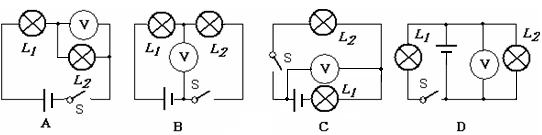 L1 V L2 S A
L1 L2 V S B
L2 S V L1 C
L1 V L2 S D